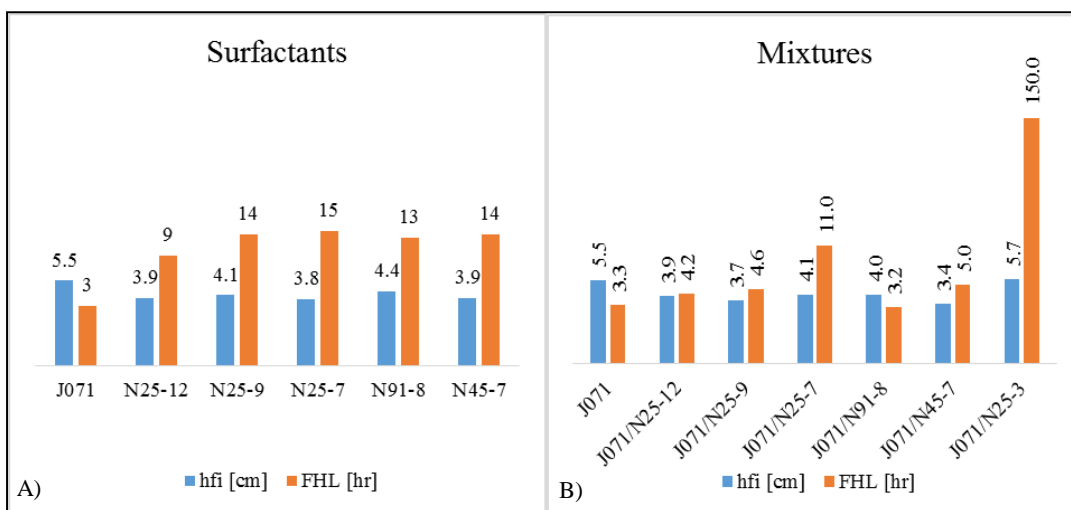 Surfactants
5.5
3
3.9
9
4.1
14
3.8
15
4.4
13
3.9
14
J071 N25-12 N25-9 N25-7 N91-8 N45-7
hfi [cm] FHL [hr]
A)
Mixtures
5.5
3.3
3.9
4.2
3.7
4.6
4.1
11.0
4.0
3.2
3.4
5.0
5.7
150.0
J071
J071/N25-12
J071/N25-9
J071/N25-7
J071/N91-8
J071/N45-7
J071/N25-3
hfi [cm] FHL [hr]
B)